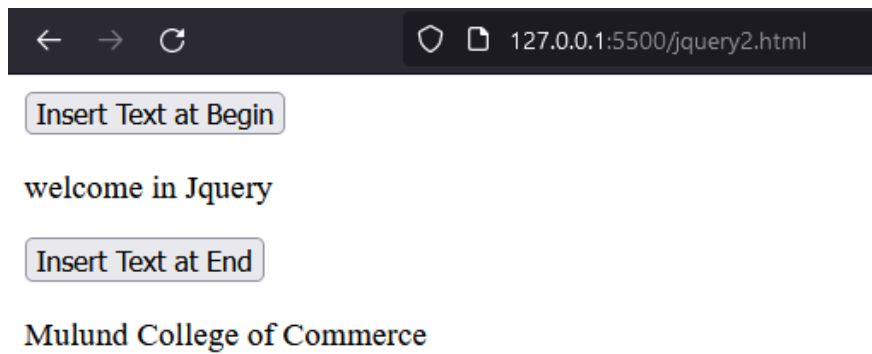 127.0.0.1:5500/jquery2.html
Insert Text at Begin
welcome in Jquery
Insert Text at End
Mulund College of Commerce